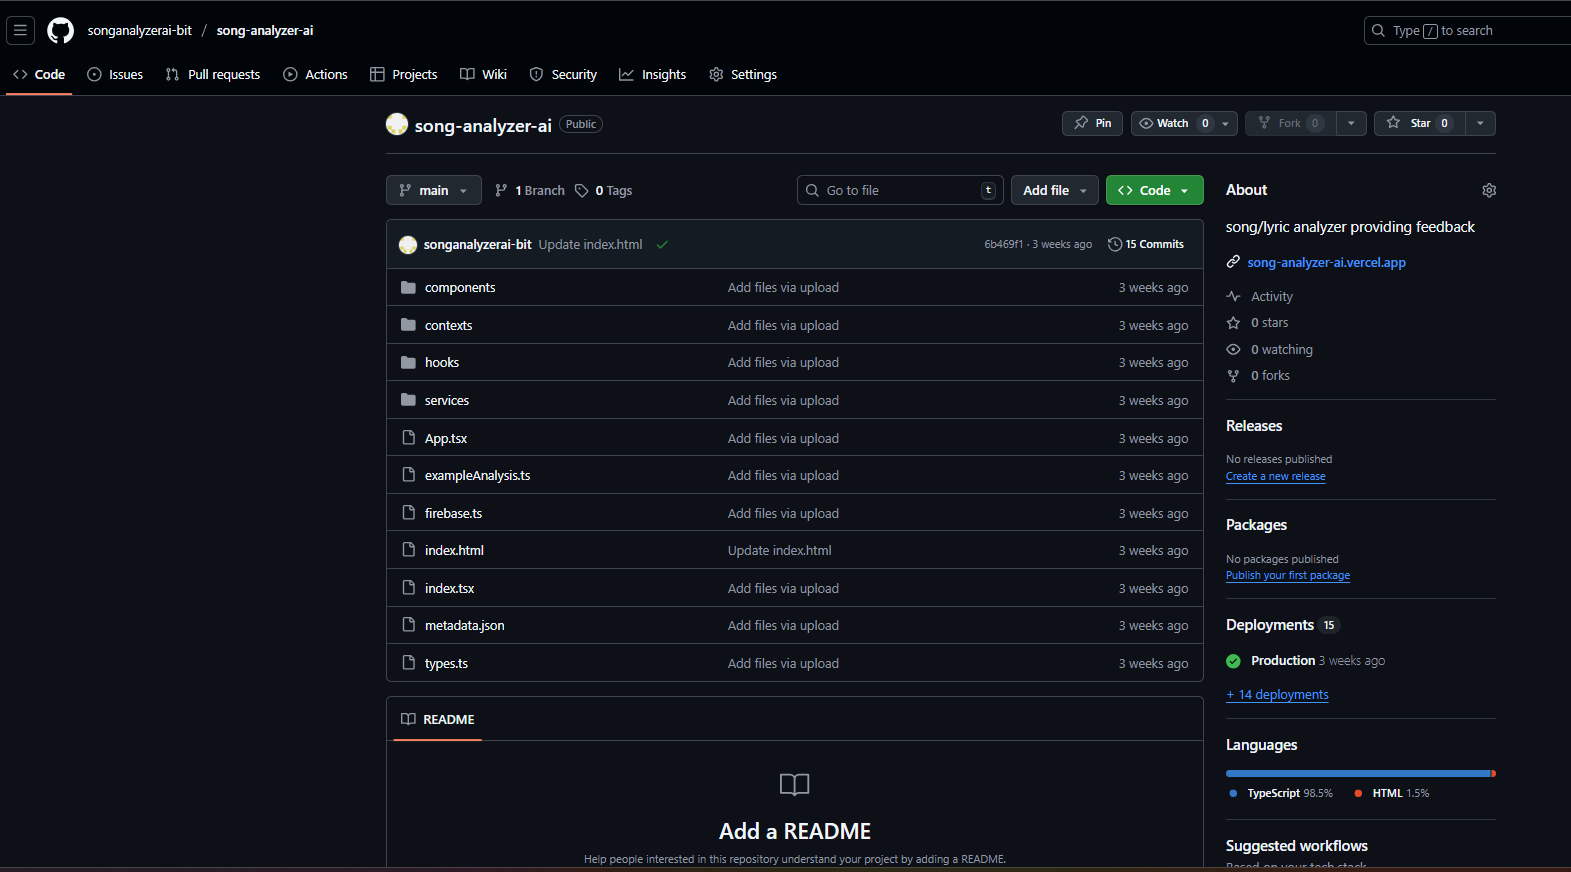 songanalyzerai-bit / song-analyzer-ai
Type / to search
Code Issues Pull requests Actions Projects Wiki Security Insights Settings
song-analyzer-ai Public
Pin Watch 0 Fork 0 Star 0
main 1 Branch 0 Tags Go to file t Add file Code
songanalyzerai-bit Update index.html 6b469f1 · 3 weeks ago 15 Commits
components Add files via upload 3 weeks ago
contexts Add files via upload 3 weeks ago
hooks Add files via upload 3 weeks ago
services Add files via upload 3 weeks ago
App.tsx Add files via upload 3 weeks ago
exampleAnalysis.ts Add files via upload 3 weeks ago
firebase.ts Add files via upload 3 weeks ago
index.html Update index.html 3 weeks ago
index.tsx Add files via upload 3 weeks ago
metadata.json Add files via upload 3 weeks ago
types.ts Add files via upload 3 weeks ago
README
Add a README
Help people interested in this repository understand your project by adding a README.
About
song/lyric analyzer providing feedback
song-analyzer-ai.vercel.app
Activity
0 stars
0 watching
0 forks
Releases
No releases published
Create a new release
Packages
No packages published
Publish your first package
Deployments 15
Production 3 weeks ago
+ 14 deployments
Languages
TypeScript 98.5% HTML 1.5%
Suggested workflows
Based on your tech stack